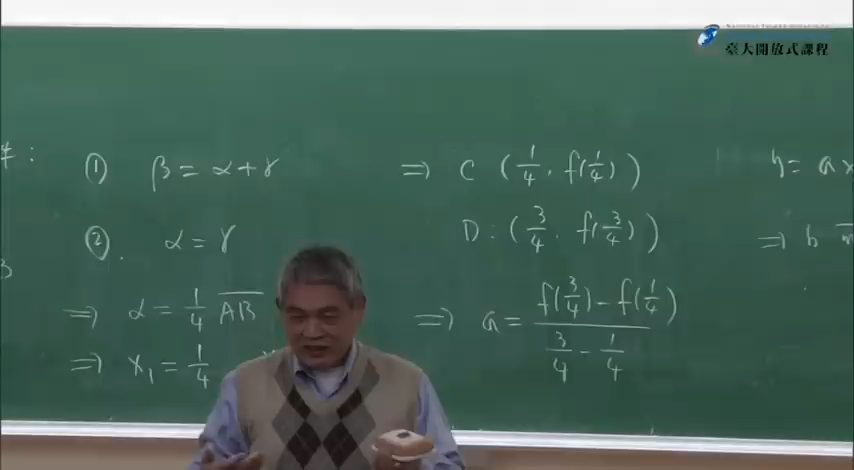 臺大開放式課程
① β = α + γ
② . α = γ
⇒ α = 1/4 A̅B̅
⇒ x₁ = 1/4
⇒ C (1/4, f(1/4))
D : (3/4, f(3/4))
⇒ a = (f(3/4) - f(1/4)) / (3/4 - 1/4)
y = ax
⇒ b